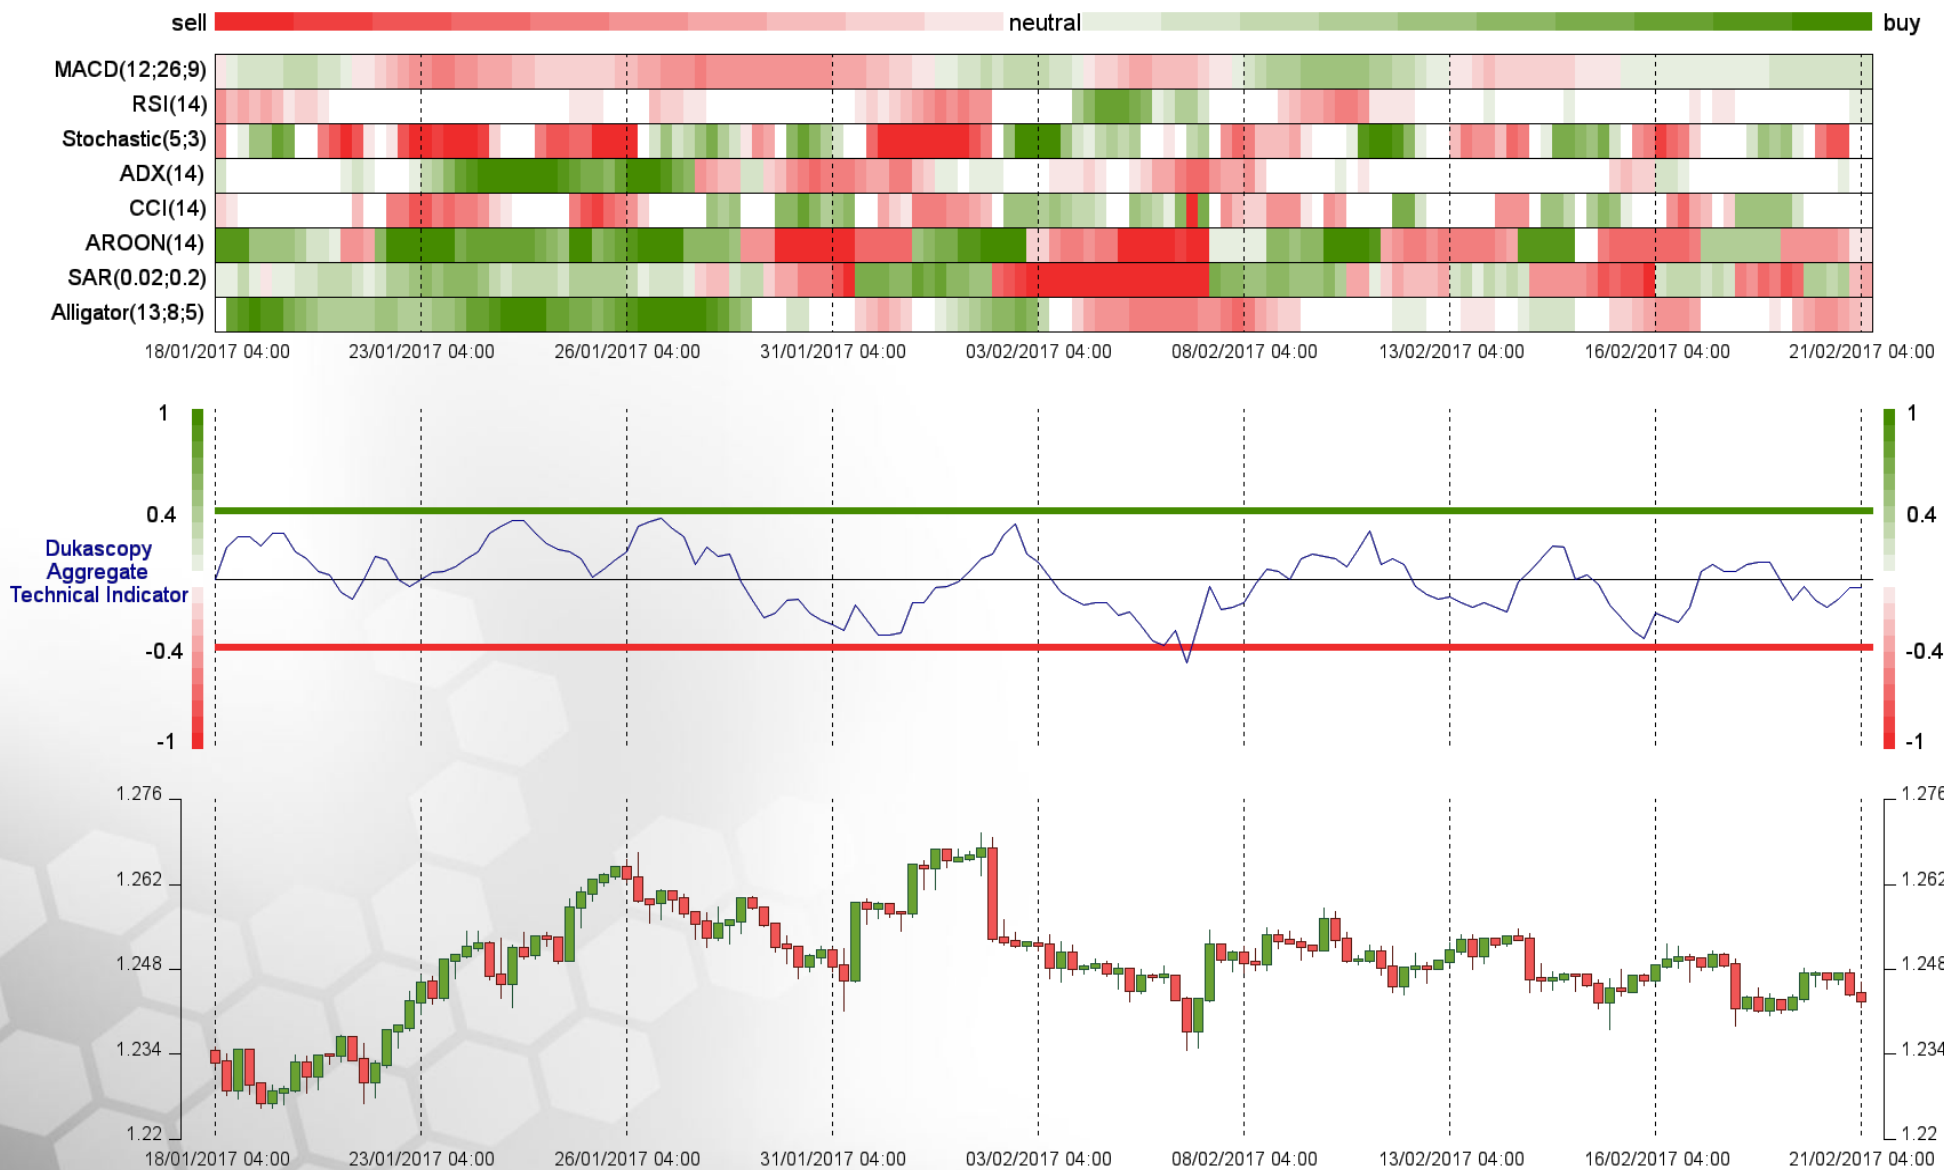 sell neutral buy
MACD(12;26;9)
RSI(14)
Stochastic(5;3)
ADX(14)
CCI(14)
AROON(14)
SAR(0.02;0.2)
Alligator(13;8;5)
18/01/2017 04:00 23/01/2017 04:00 26/01/2017 04:00 31/01/2017 04:00 03/02/2017 04:00 08/02/2017 04:00 13/02/2017 04:00 16/02/2017 04:00 21/02/2017 04:00
1 1
0.4 0.4
Dukascopy
Aggregate
Technical Indicator
-0.4 -0.4
-1 -1
1.276 1.276
1.262 1.262
1.248 1.248
1.234 1.234
1.22 1.22
18/01/2017 04:00 23/01/2017 04:00 26/01/2017 04:00 31/01/2017 04:00 03/02/2017 04:00 08/02/2017 04:00 13/02/2017 04:00 16/02/2017 04:00 21/02/2017 04:00